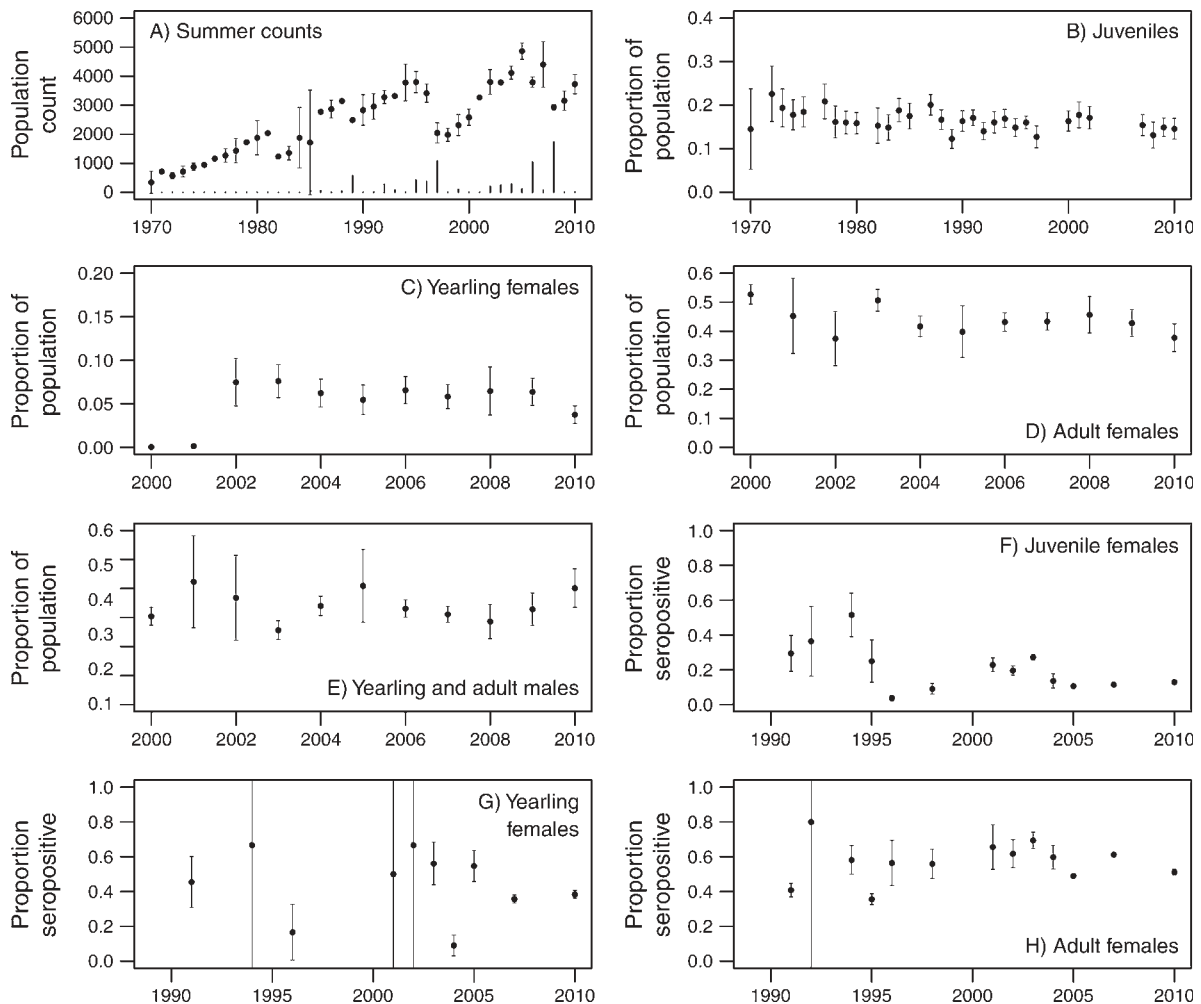 A) Summer counts
Population
count
6000
5000
4000
3000
2000
1000
0
1970 1980 1990 2000 2010
B) Juveniles
Proportion of
population
0.4
0.3
0.2
0.1
0.0
1970 1980 1990 2000 2010
C) Yearling females
Proportion of
population
0.20
0.15
0.10
0.05
0.00
2000 2002 2004 2006 2008 2010
D) Adult females
Proportion of
population
0.6
0.5
0.4
0.3
0.2
0.1
0.0
2000 2002 2004 2006 2008 2010
E) Yearling and adult males
Proportion of
population
0.6
0.5
0.4
0.3
0.2
0.1
2000 2002 2004 2006 2008 2010
F) Juvenile females
Proportion
seropositive
1.0
0.8
0.6
0.4
0.2
0.0
1990 1995 2000 2005 2010
G) Yearling
females
Proportion
seropositive
1.0
0.8
0.6
0.4
0.2
0.0
1990 1995 2000 2005 2010
H) Adult females
Proportion
seropositive
1.0
0.8
0.6
0.4
0.2
0.0
1990 1995 2000 2005 2010